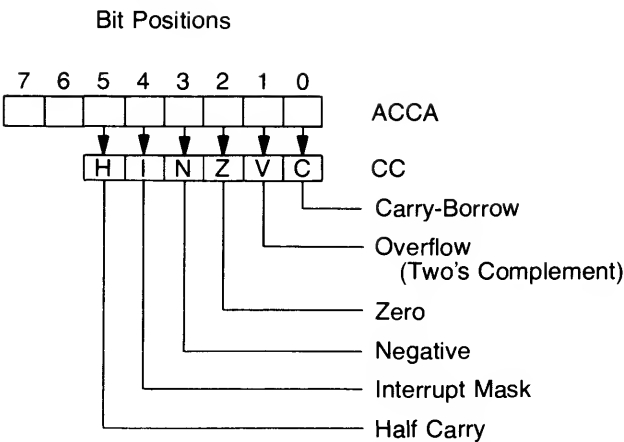 Bit Positions
7 6 5 4 3 2 1 0
ACCA
H I N Z V C
CC
Carry-Borrow
Overflow
(Two's Complement)
Zero
Negative
Interrupt Mask
Half Carry